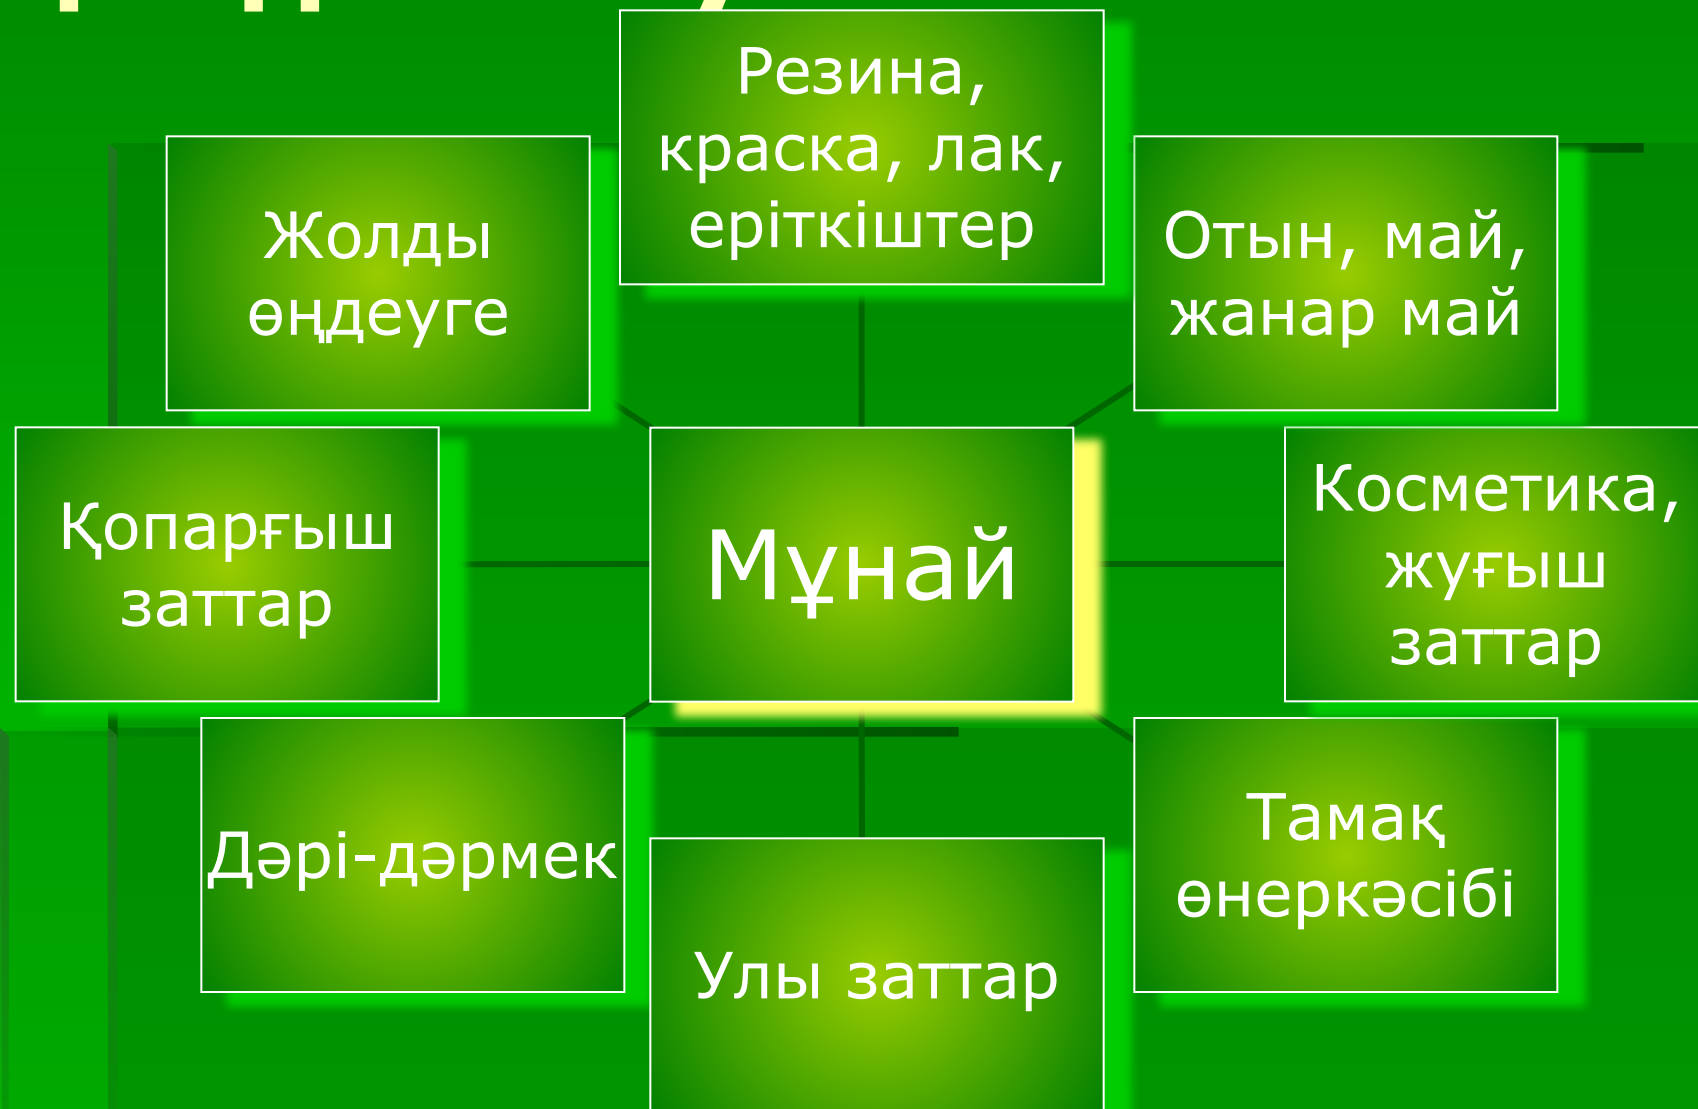 Резина,
краска, лак,
еріткіштер
Жолды
өңдеуге
Отын, май,
жанар май
Қопарғыш
заттар
Мұнай
Косметика,
жуғыш
заттар
Дәрі-дәрмек
Улы заттар
Тамақ
өнеркәсібі